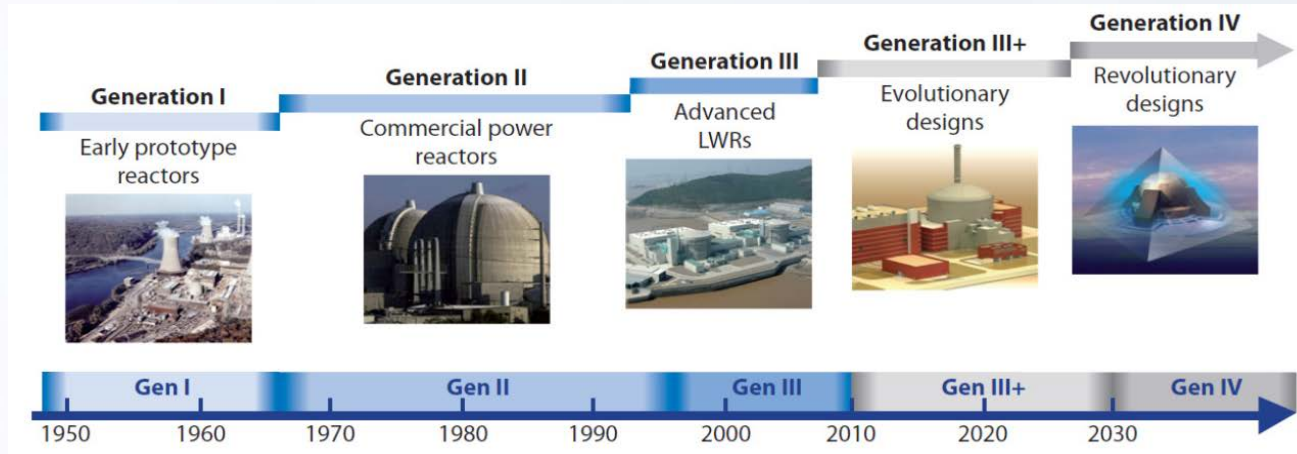 Generation I
Early prototype
reactors
Generation II
Commercial power
reactors
Generation III
Advanced
LWRs
Generation III+
Evolutionary
designs
Generation IV
Revolutionary
designs
Gen I Gen II Gen III Gen III+ Gen IV
1950 1960 1970 1980 1990 2000 2010 2020 2030